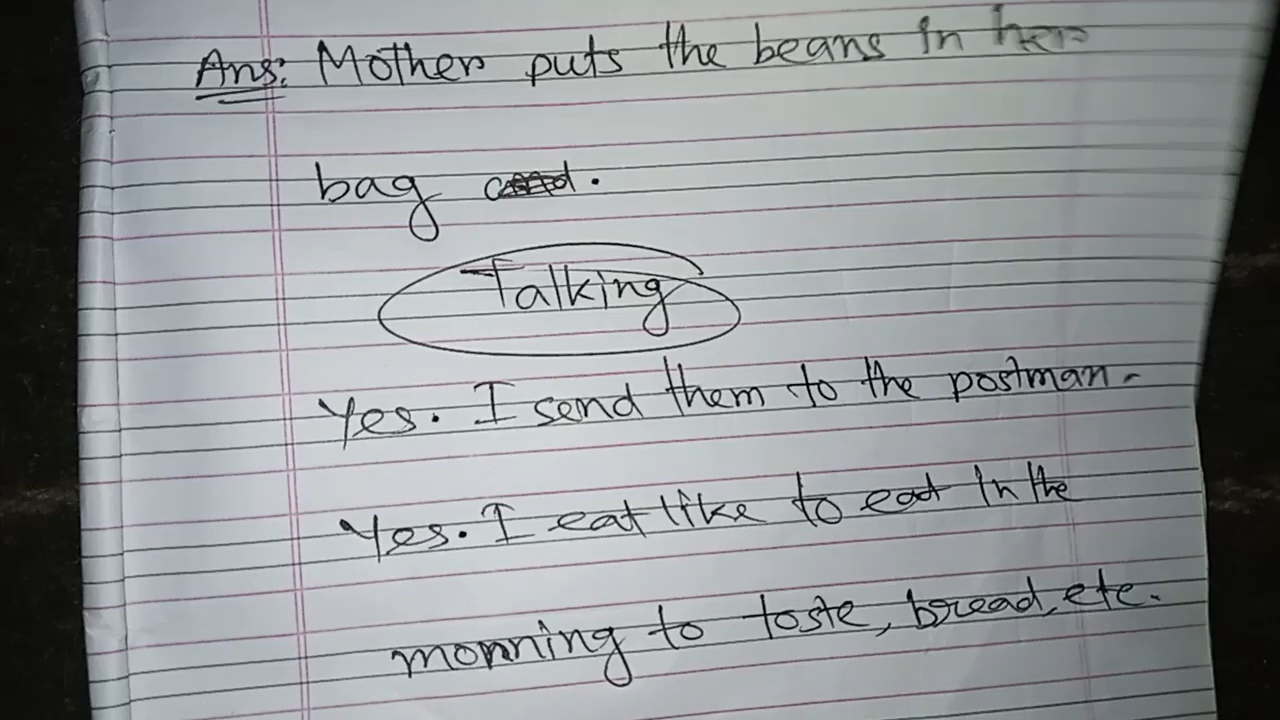 Ans: Mother puts the beans in her
bag .
Talking
Yes. I send them to the postman.
Yes. I eat like to eat in the
morning to toste, bread, etc.